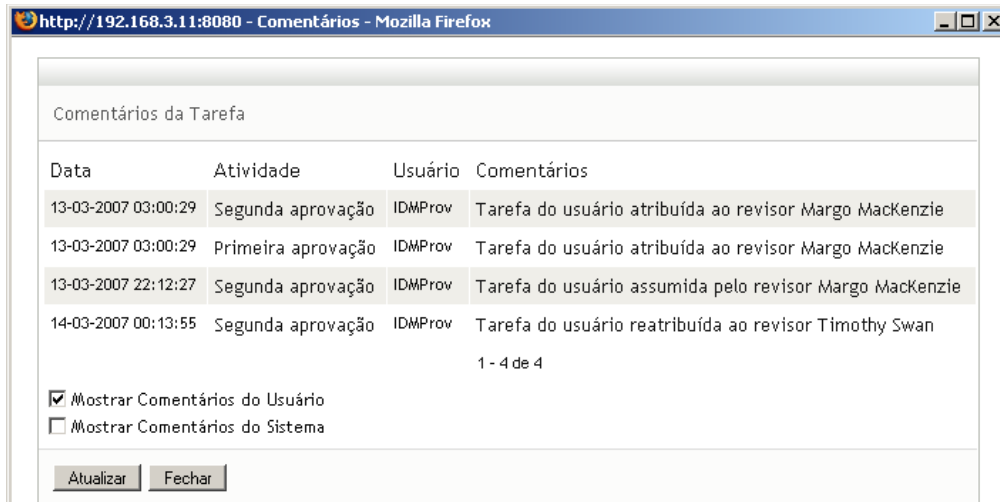 http://192.168.3.11:8080 - Comentários - Mozilla Firefox
Comentários da Tarefa
Data Atividade Usuário Comentários
13-03-2007 03:00:29 Segunda aprovação IDMProv Tarefa do usuário atribuída ao revisor Margo MacKenzie
13-03-2007 03:00:29 Primeira aprovação IDMProv Tarefa do usuário atribuída ao revisor Margo MacKenzie
13-03-2007 22:12:27 Segunda aprovação IDMProv Tarefa do usuário assumida pelo revisor Margo MacKenzie
14-03-2007 00:13:55 Segunda aprovação IDMProv Tarefa do usuário reatribuída ao revisor Timothy Swan
1 - 4 de 4
Mostrar Comentários do Usuário
Mostrar Comentários do Sistema
Atualizar Fechar